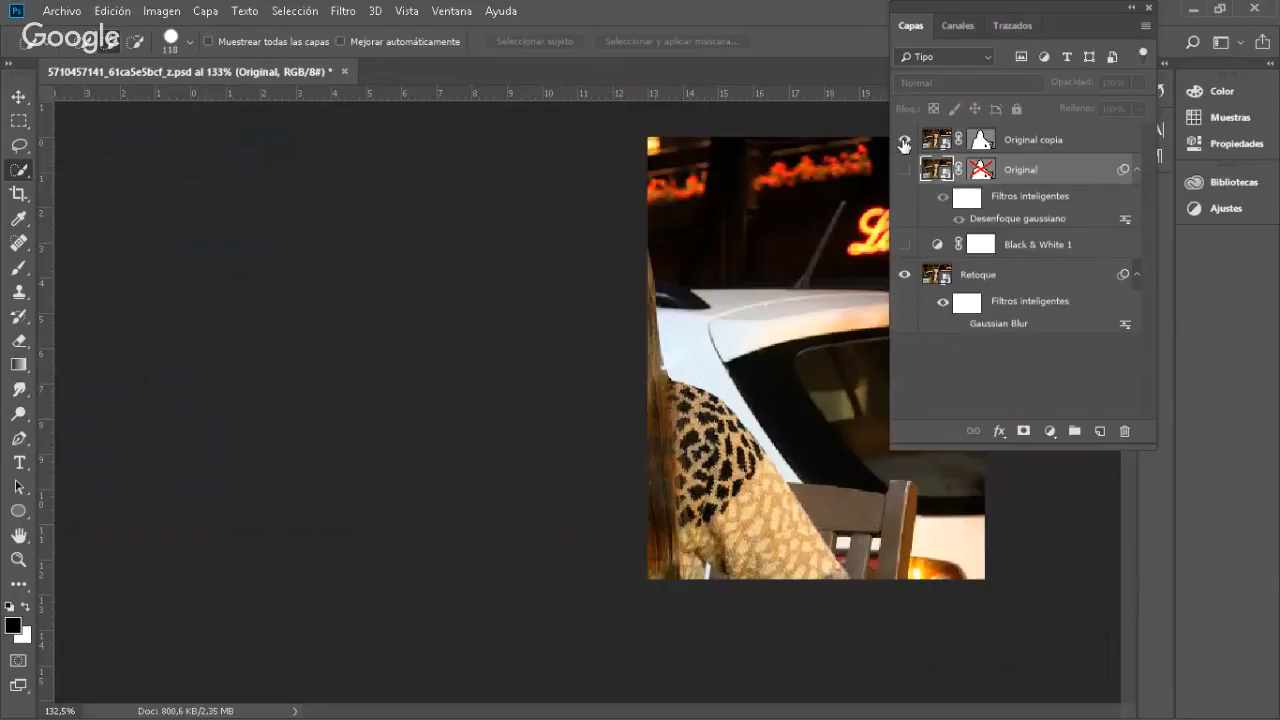 Archivo Edición Imagen Capa Texto Selección Filtro 3D Vista Ventana Ayuda
Google
118 Muestrear todas las capas Mejorar automáticamente Seleccionar sujeto Seleccionar y aplicar máscara...
5710457141_61ca5e5bcf_z.psd al 133% (Original, RGB/8#) *
Capas Canales Trazados
Tipo
Normal Opacidad: 100%
Bloq.: Relleno: 100%
Original copia
Original
Filtros inteligentes
Desenfoque gaussiano
Black & White 1
Retoque
Filtros inteligentes
Gaussian Blur
Color
Muestras
Propiedades
Bibliotecas
Ajustes
132,5% Doc: 800,6 KB/2,35 MB